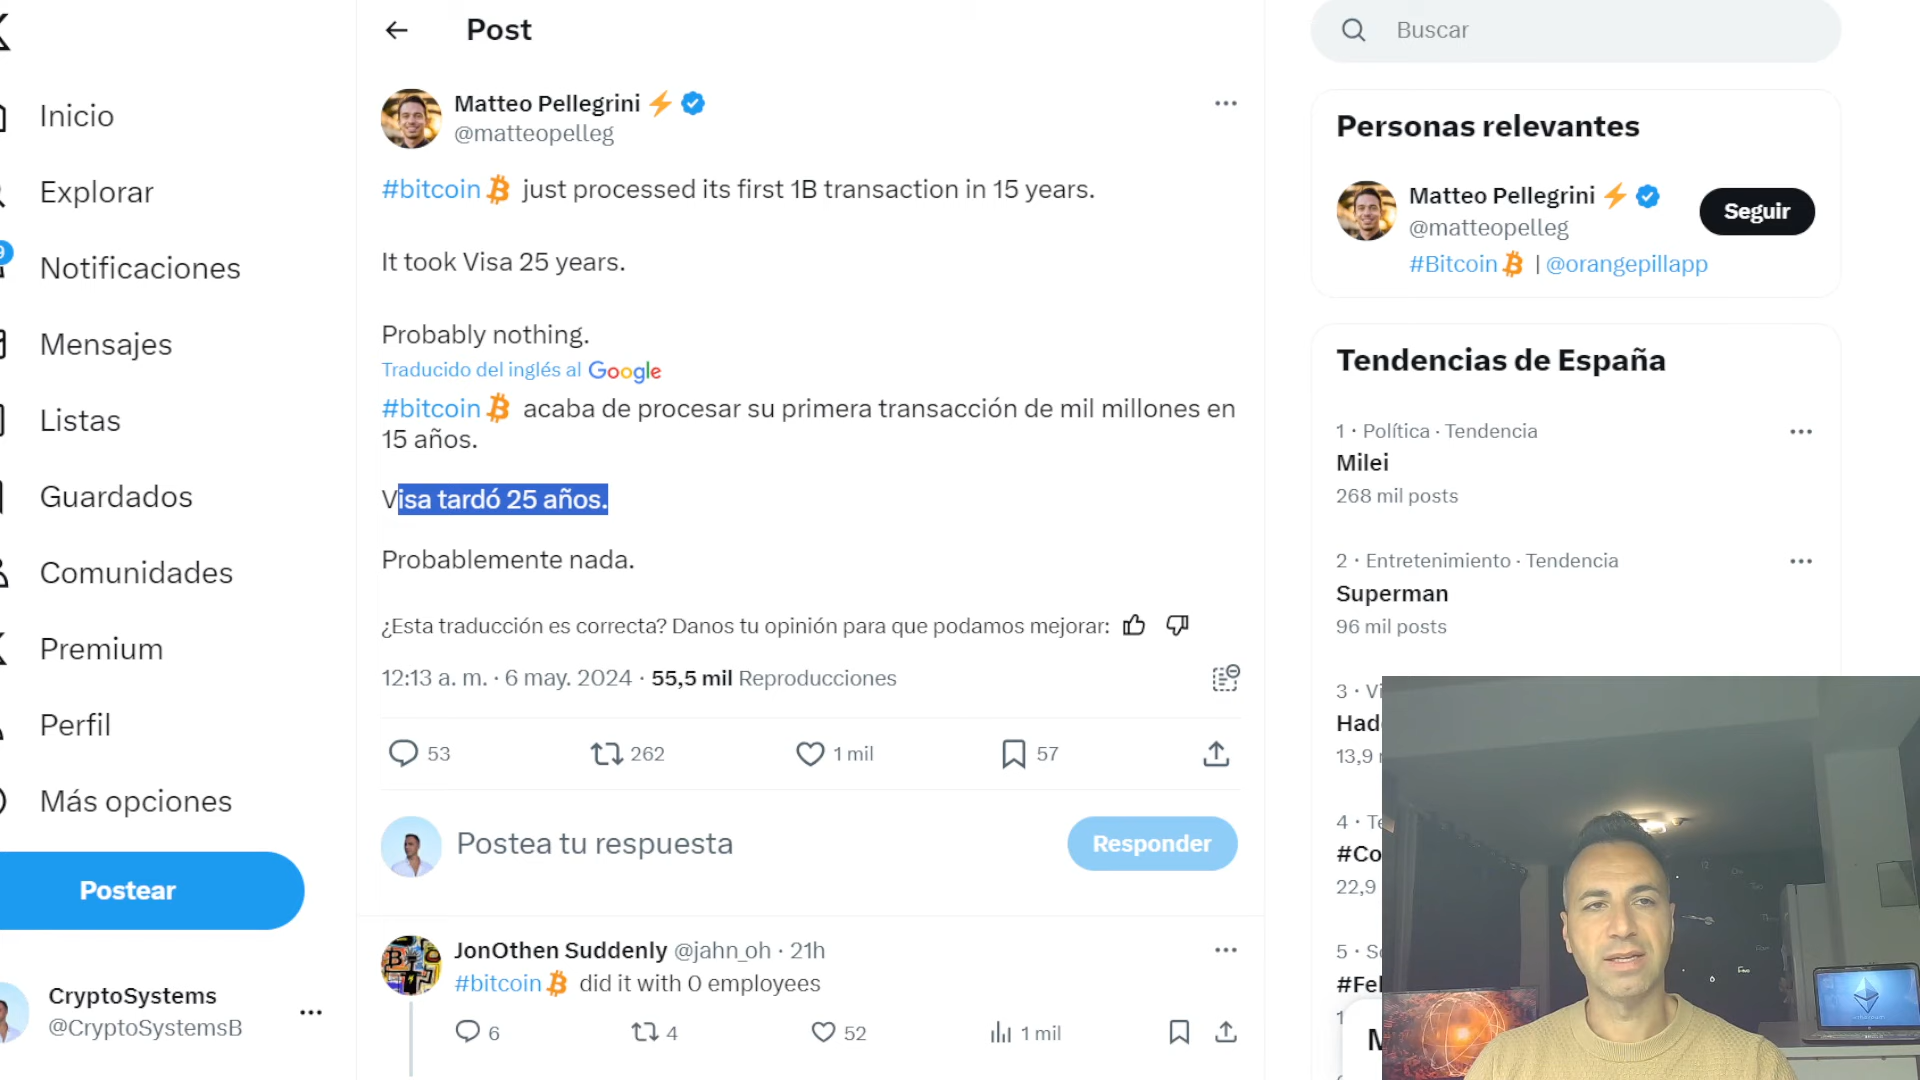 Post
Buscar
Inicio
Explorar
Notificaciones
Mensajes
Listas
Guardados
Comunidades
Premium
Perfil
Más opciones
Postear
CryptoSystems
@CryptoSystemsB
Matteo Pellegrini
@matteopelleg
#bitcoin just processed its first 1B transaction in 15 years.
It took Visa 25 years.
Probably nothing.
Traducido del inglés al Google
#bitcoin acaba de procesar su primera transacción de mil millones en
15 años.
Visa tardó 25 años.
Probablemente nada.
¿Esta traducción es correcta? Danos tu opinión para que podamos mejorar:
12:13 a. m. · 6 may. 2024 · 55,5 mil Reproducciones
53 262 1 mil 57
Postea tu respuesta
Responder
JonOthen Suddenly @jahn_oh · 21h
#bitcoin did it with 0 employees
6 4 52 1 mil
Personas relevantes
Matteo Pellegrini
@matteopelleg
Seguir
#Bitcoin | @orangepillapp
Tendencias de España
1 · Política · Tendencia
Milei
268 mil posts
2 · Entretenimiento · Tendencia
Superman
96 mil posts
3 · Vi
Had
13,9
4 · Te
#Co
22,9
5 · S
#Fel